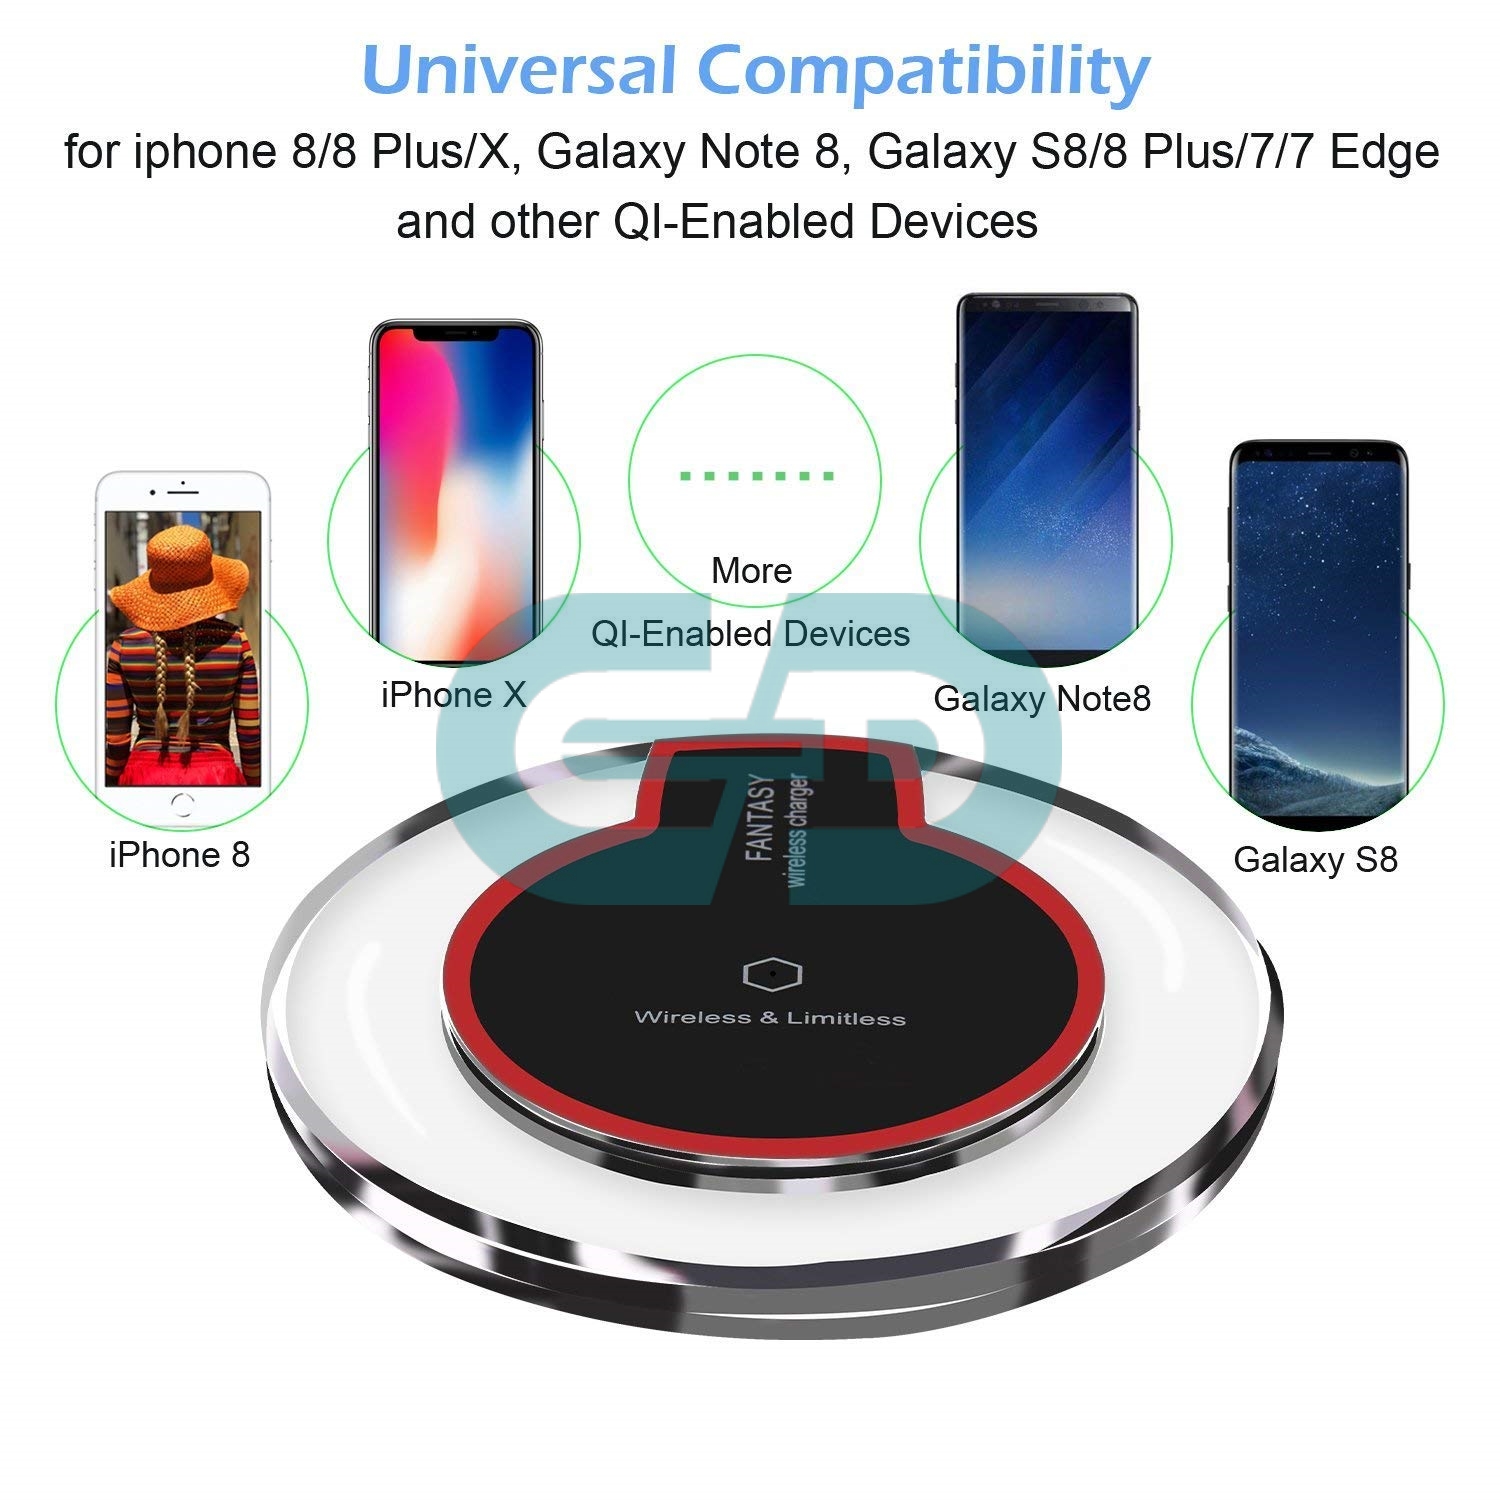 Universal Compatibility
for iphone 8/8 Plus/X, Galaxy Note 8, Galaxy S8/8 Plus/7/7 Edge
and other QI-Enabled Devices
More
QI-Enabled Devices
iPhone X
Galaxy Note8
iPhone 8
Galaxy S8
FANTASY
wireless charger
Wireless & Limitless